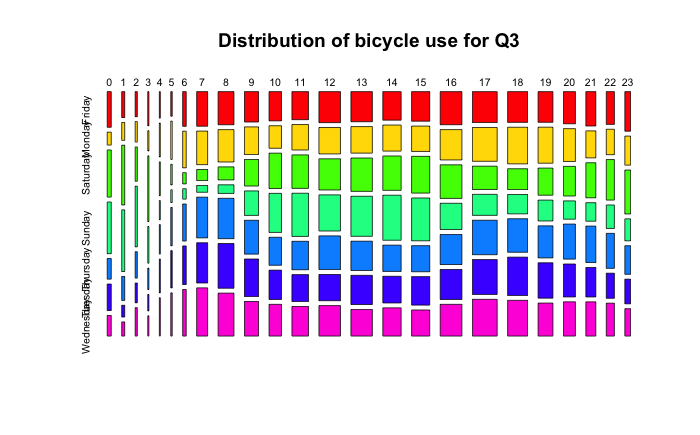 Distribution of bicycle use for Q3
0 1 2 3 4 5 6 7 8 9 10 11 12 13 14 15 16 17 18 19 20 21 22 23
Friday
Monday
Saturday
Sunday
Thursday
Tuesday
Wednesday